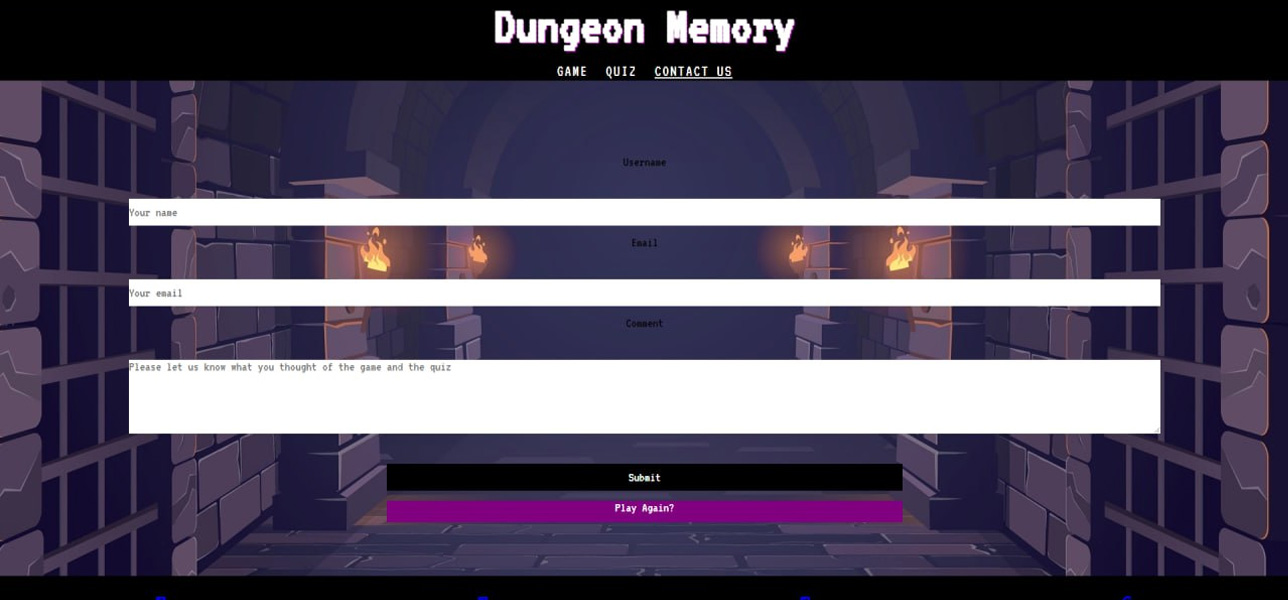 Dungeon Memory
GAME QUIZ CONTACT US
Username
Your name
Email
Your email
Comment
Please let us know what you thought of the game and the quiz
Submit
Play Again?